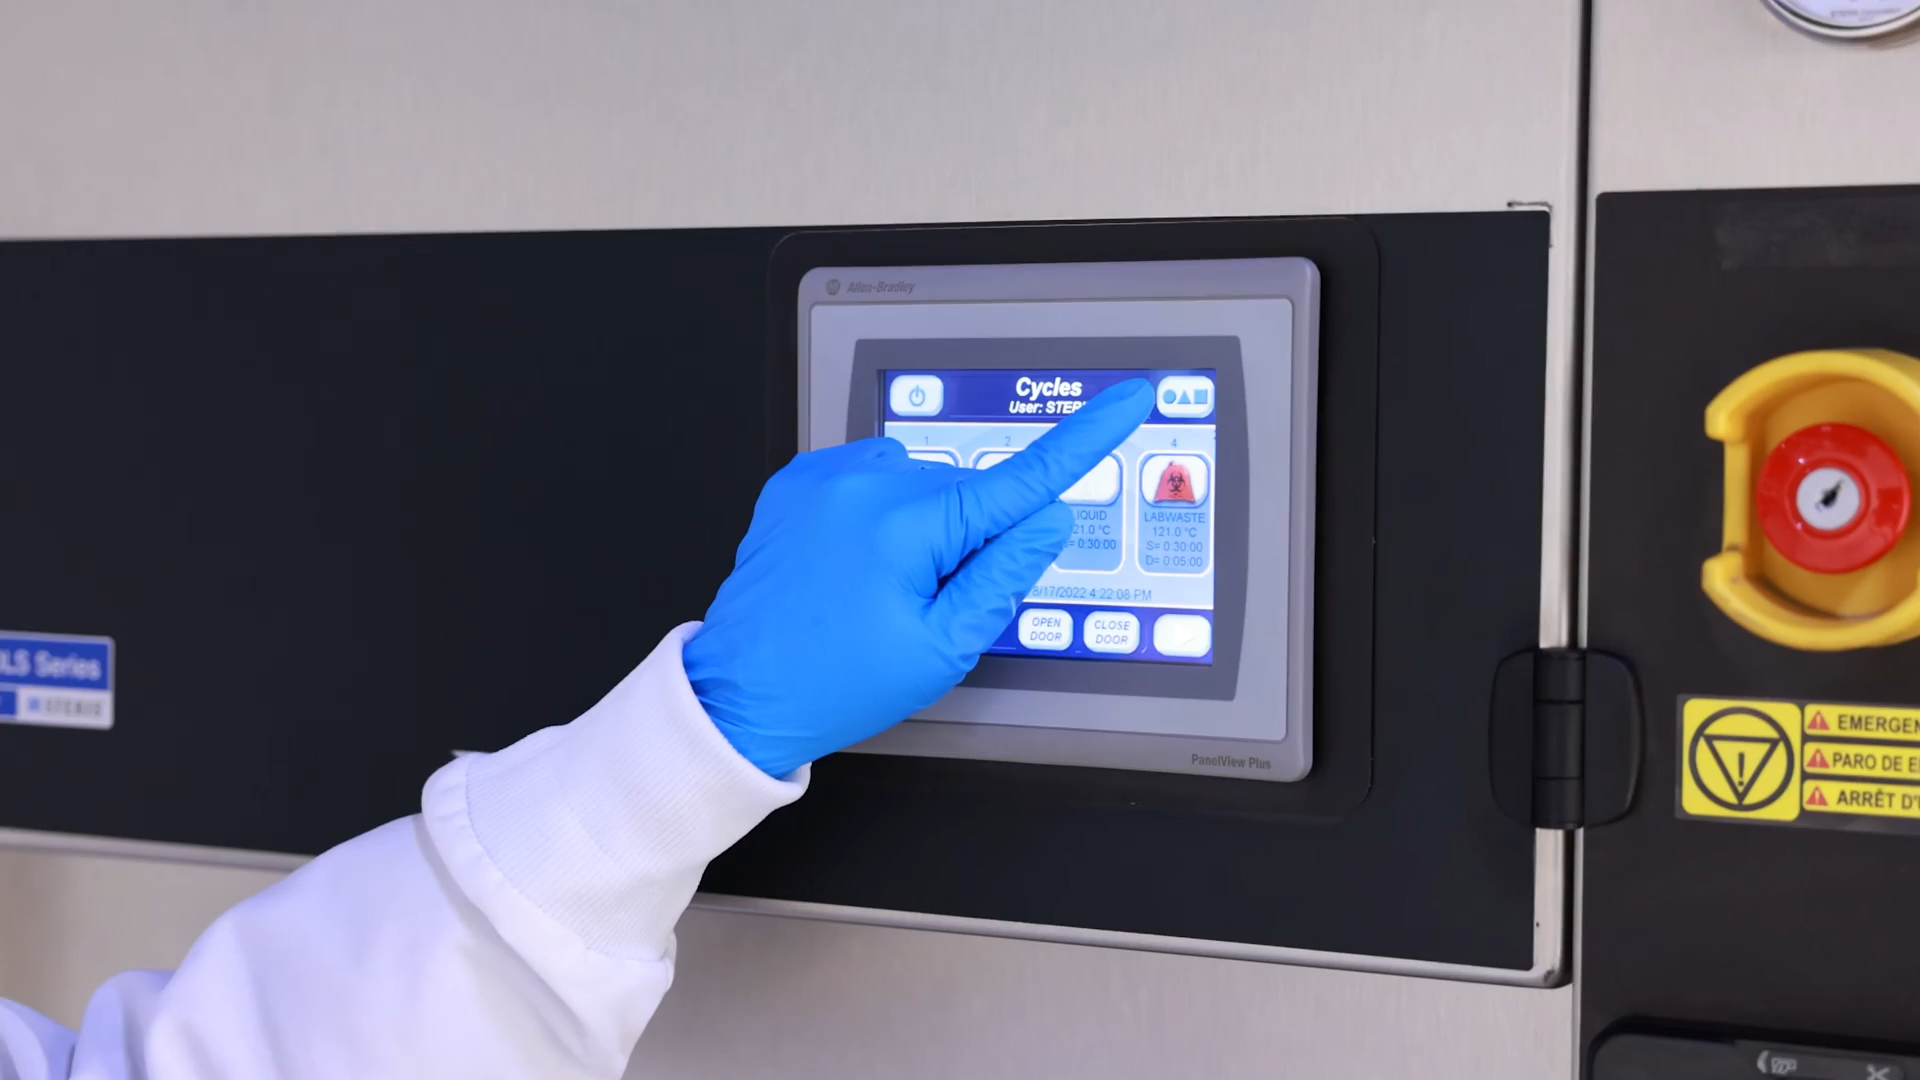 Allen-Bradley
Cycles
User: STERI
1
2
4
IQUID
21.0 °C
= 0:30:00
LABWASTE
121.0 °C
S= 0:30:00
D= 0:05:00
8/17/2022 4:22:08 PM
OPEN
DOOR
CLOSE
DOOR
PanelView Plus
LS Series
STERIS
EMERGEN
PARO DE E
ARRÊT D'